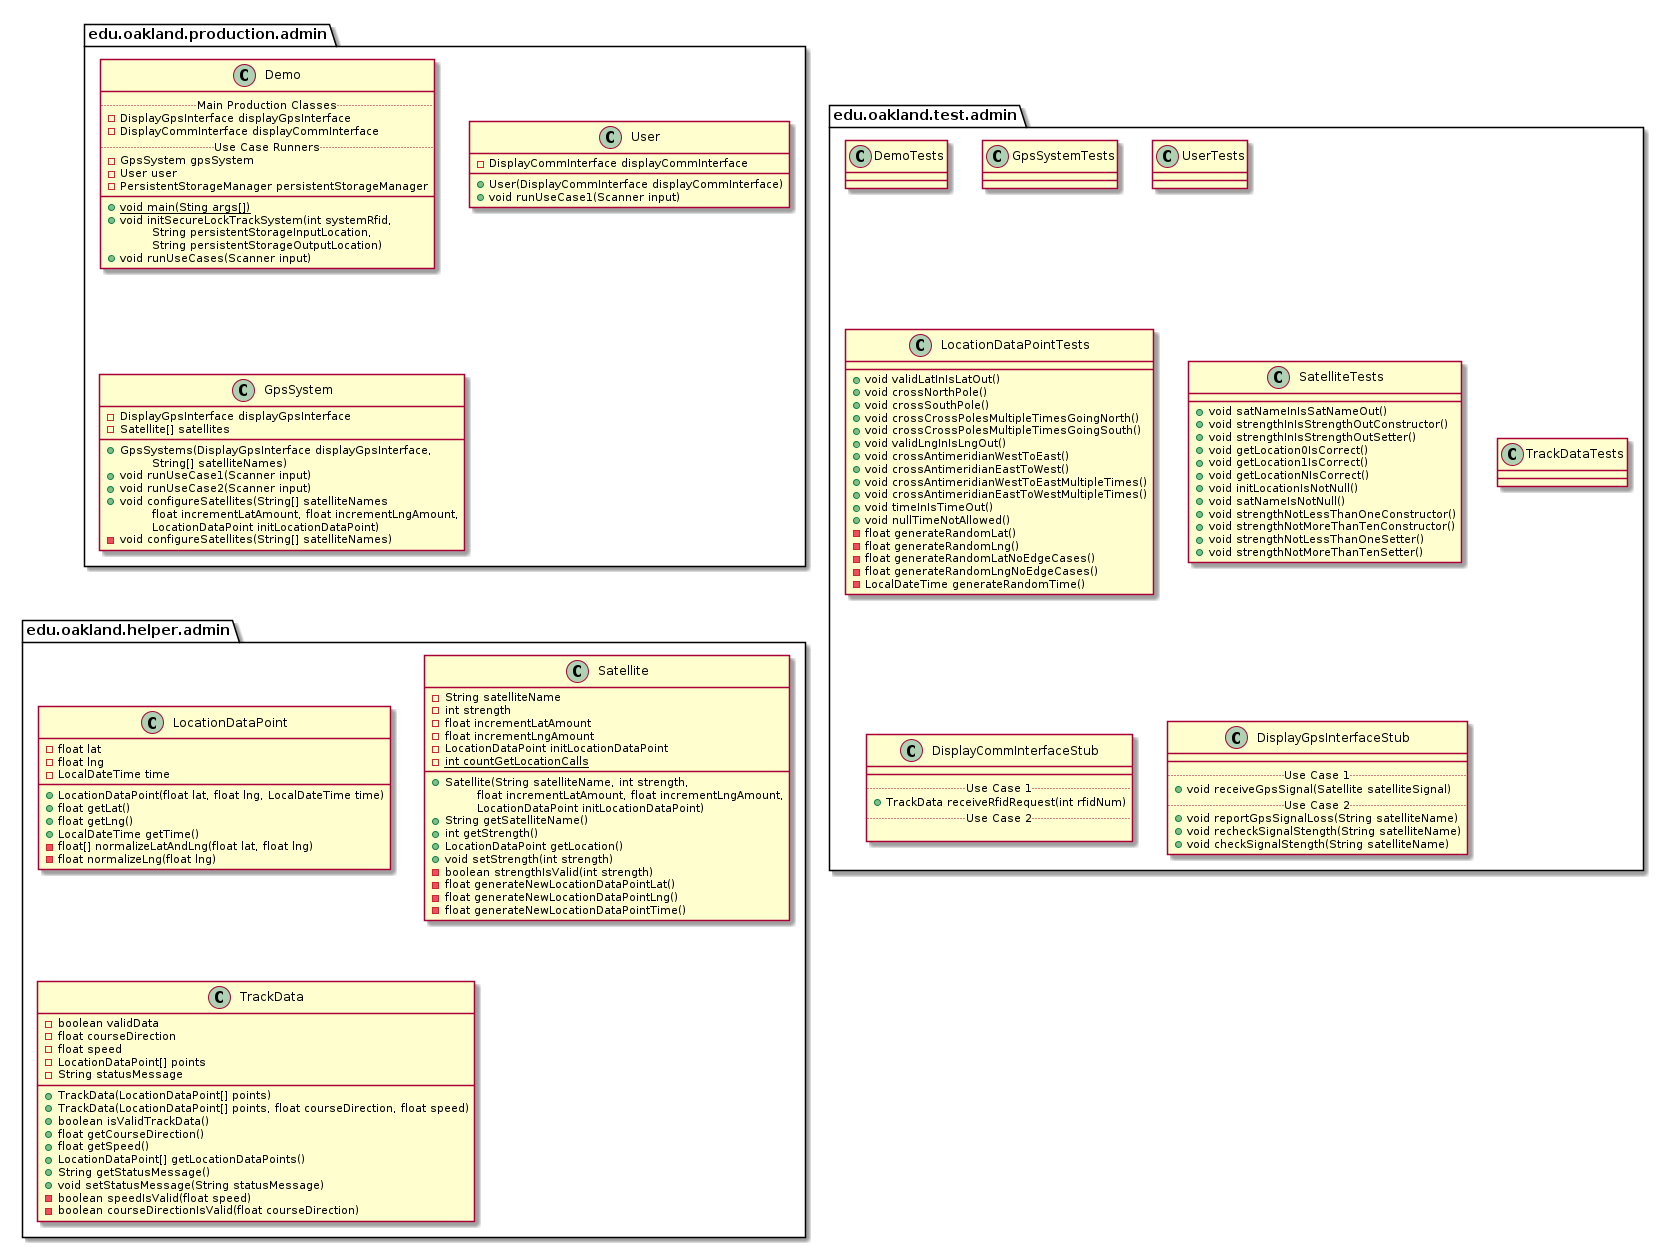 edu.oakland.production.admin
C Demo
Main Production Classes
DisplayGpsInterface displayGpsInterface
DisplayCommInterface displayCommInterface
Use Case Runners
GpsSystem gpsSystem
User user
PersistentStorageManager persistentStorageManager
void main(Sting args[])
void initSecureLockTrackSystem(int systemRfid,
String persistentStorageInputLocation,
String persistentStorageOutputLocation)
void runUseCases(Scanner input)
C User
DisplayCommInterface displayCommInterface
User(DisplayCommInterface displayCommInterface)
void runUseCase1(Scanner input)
C GpsSystem
DisplayGpsInterface displayGpsInterface
Satellite[] satellites
GpsSystems(DisplayGpsInterface displayGpsInterface,
String[] satelliteNames)
void runUseCase1(Scanner input)
void runUseCase2(Scanner input)
void configureSatellites(String[] satelliteNames
float incrementLatAmount, float incrementLngAmount,
LocationDataPoint initLocationDataPoint)
void configureSatellites(String[] satelliteNames)
edu.oakland.test.admin
C DemoTests
C GpsSystemTests
C UserTests
C LocationDataPointTests
void validLatInIsLatOut()
void crossNorthPole()
void crossSouthPole()
void crossCrossPolesMultipleTimesGoingNorth()
void crossCrossPolesMultipleTimesGoingSouth()
void validLngInIsLngOut()
void crossAntimeridianWestToEast()
void crossAntimeridianEastToWest()
void crossAntimeridianWestToEastMultipleTimes()
void crossAntimeridianEastToWestMultipleTimes()
void timeInIsTimeOut()
void nullTimeNotAllowed()
float generateRandomLat()
float generateRandomLng()
float generateRandomLatNoEdgeCases()
float generateRandomLngNoEdgeCases()
LocalDateTime generateRandomTime()
C SatelliteTests
void satNameInIsSatNameOut()
void strengthInIsStrengthOutConstructor()
void strengthInIsStrengthOutSetter()
void getLocation0IsCorrect()
void getLocation1IsCorrect()
void getLocationNIsCorrect()
void initLocationIsNotNull()
void satNameIsNotNull()
void strengthNotLessThanOneConstructor()
void strengthNotMoreThanTenConstructor()
void strengthNotLessThanOneSetter()
void strengthNotMoreThanTenSetter()
C TrackDataTests
C DisplayCommInterfaceStub
Use Case 1
TrackData receiveRfidRequest(int rfidNum)
Use Case 2
C DisplayGpsInterfaceStub
Use Case 1
void receiveGpsSignal(Satellite satelliteSignal)
Use Case 2
void reportGpsSignalLoss(String satelliteName)
void recheckSignalStength(String satelliteName)
void checkSignalStength(String satelliteName)
edu.oakland.helper.admin
C LocationDataPoint
float lat
float lng
LocalDateTime time
LocationDataPoint(float lat, float lng, LocalDateTime time)
float getLat()
float getLng()
LocalDateTime getTime()
float[] normalizeLatAndLng(float lat, float lng)
float normalizeLng(float lng)
C Satellite
String satelliteName
int strength
float incrementLatAmount
float incrementLngAmount
LocationDataPoint initLocationDataPoint
int countGetLocationCalls
Satellite(String satelliteName, int strength,
float incrementLatAmount, float incrementLngAmount,
LocationDataPoint initLocationDataPoint)
String getSatelliteName()
int getStrength()
LocationDataPoint getLocation()
void setStrength(int strength)
boolean strengthIsValid(int strength)
float generateNewLocationDataPointLat()
float generateNewLocationDataPointLng()
float generateNewLocationDataPointTime()
C TrackData
boolean validData
float courseDirection
float speed
LocationDataPoint[] points
String statusMessage
TrackData(LocationDataPoint[] points)
TrackData(LocationDataPoint[] points, float courseDirection, float speed)
boolean isValidTrackData()
float getCourseDirection()
float getSpeed()
LocationDataPoint[] getLocationDataPoints()
String getStatusMessage()
void setStatusMessage(String statusMessage)
boolean speedIsValid(float speed)
boolean courseDirectionIsValid(float courseDirection)